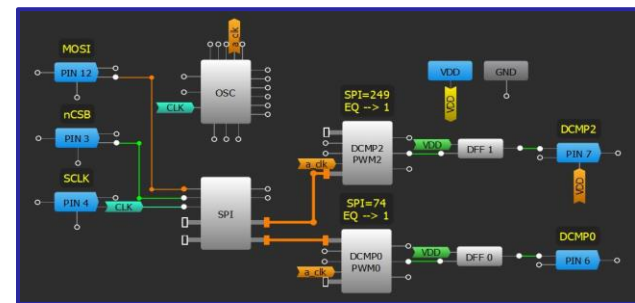 MOSI
PIN 12
nCSB
PIN 3
SCLK
PIN 4
CLK
a_clk
OSC
CLK
SPI
SPI=249
EQ --> 1
DCMP2
PWM2
a_clk
VDD
DFF 1
VDD
VDD
GND
DCMP2
PIN 7
VDD
SPI=74
EQ --> 1
DCMP0
PWM0
a_clk
VDD
DFF 0
DCMP0
PIN 6